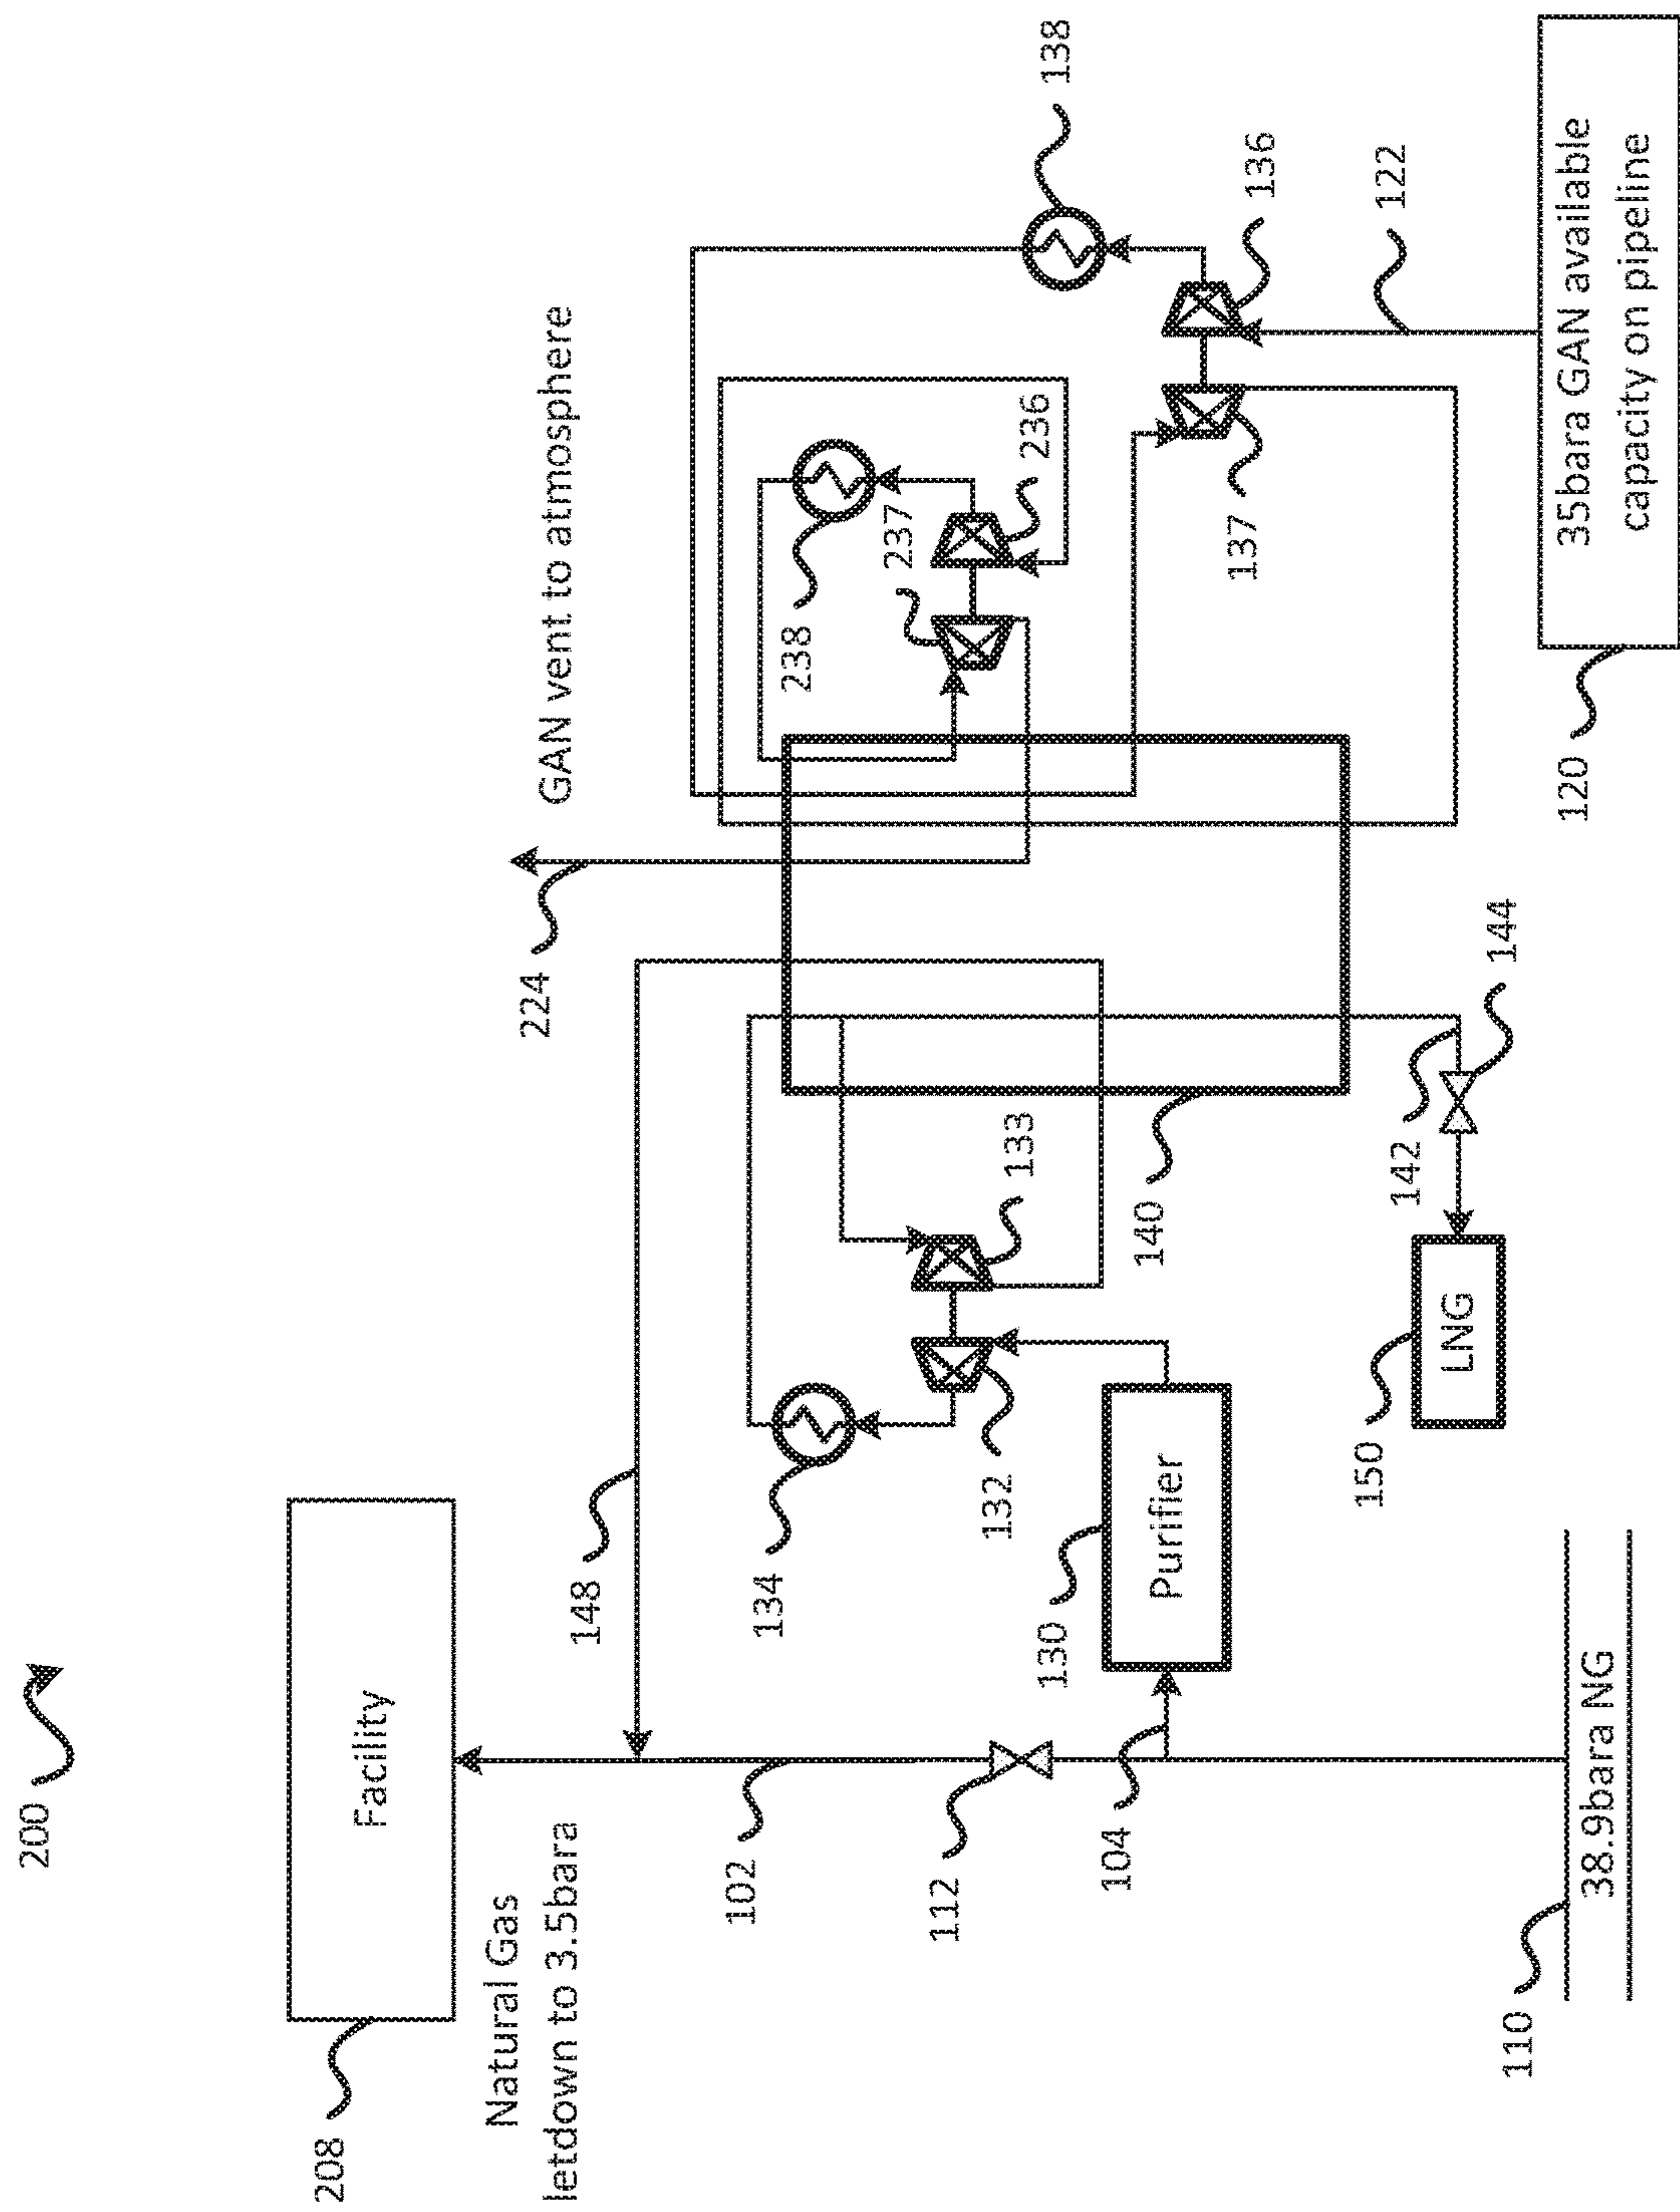 200
208
Facility
Natural Gas
letdown to 3.5bara
148
GAN vent to atmosphere
224
102
134
238
237
236
138
112
132
133
104
130
Purifier
140
137
136
142
144
122
150
LNG
110
38.9bara NG
120
35bara GAN available
capacity on pipeline